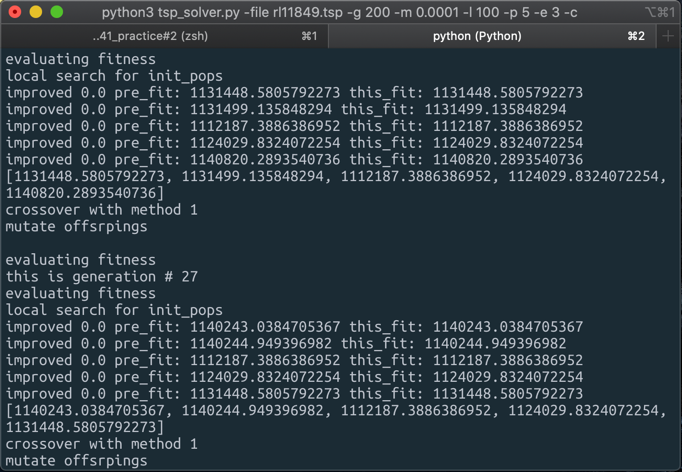 python3 tsp_solver.py -file rl11849.tsp -g 200 -m 0.0001 -l 100 -p 5 -e 3 -c ⌥⌘1
..41_practice#2 (zsh) ⌘1 python (Python) ⌘2 +
evaluating fitness
local search for init_pops
improved 0.0 pre_fit: 1131448.5805792273 this_fit: 1131448.5805792273
improved 0.0 pre_fit: 1131499.135848294 this_fit: 1131499.135848294
improved 0.0 pre_fit: 1112187.3886386952 this_fit: 1112187.3886386952
improved 0.0 pre_fit: 1124029.8324072254 this_fit: 1124029.8324072254
improved 0.0 pre_fit: 1140820.2893540736 this_fit: 1140820.2893540736
[1131448.5805792273, 1131499.135848294, 1112187.3886386952, 1124029.8324072254,
1140820.2893540736]
crossover with method 1
mutate offsrpings
evaluating fitness
this is generation # 27
evaluating fitness
local search for init_pops
improved 0.0 pre_fit: 1140243.0384705367 this_fit: 1140243.0384705367
improved 0.0 pre_fit: 1140244.949396982 this_fit: 1140244.949396982
improved 0.0 pre_fit: 1112187.3886386952 this_fit: 1112187.3886386952
improved 0.0 pre_fit: 1124029.8324072254 this_fit: 1124029.8324072254
improved 0.0 pre_fit: 1131448.5805792273 this_fit: 1131448.5805792273
[1140243.0384705367, 1140244.949396982, 1112187.3886386952, 1124029.8324072254,
1131448.5805792273]
crossover with method 1
mutate offsrpings